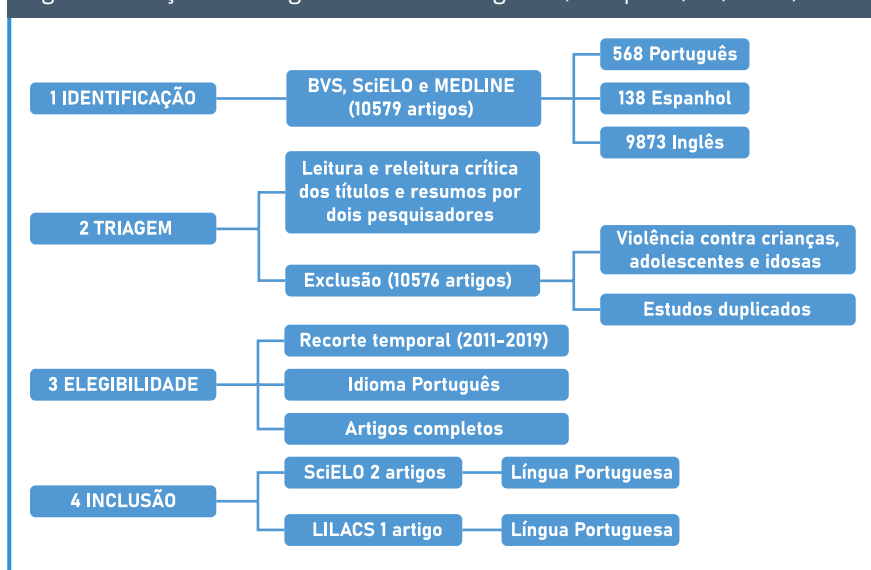 1 IDENTIFICAÇÃO
BVS, SciELO e MEDLINE
(10579 artigos)
568 Português
138 Espanhol
9873 Inglês
2 TRIAGEM
Leitura e releitura crítica
dos títulos e resumos por
dois pesquisadores
Exclusão (10576 artigos)
Violência contra crianças,
adolescentes e idosas
Estudos duplicados
3 ELEGIBILIDADE
Recorte temporal (2011-2019)
Idioma Português
Artigos completos
4 INCLUSÃO
SciELO 2 artigos
Língua Portuguesa
LILACS 1 artigo
Língua Portuguesa